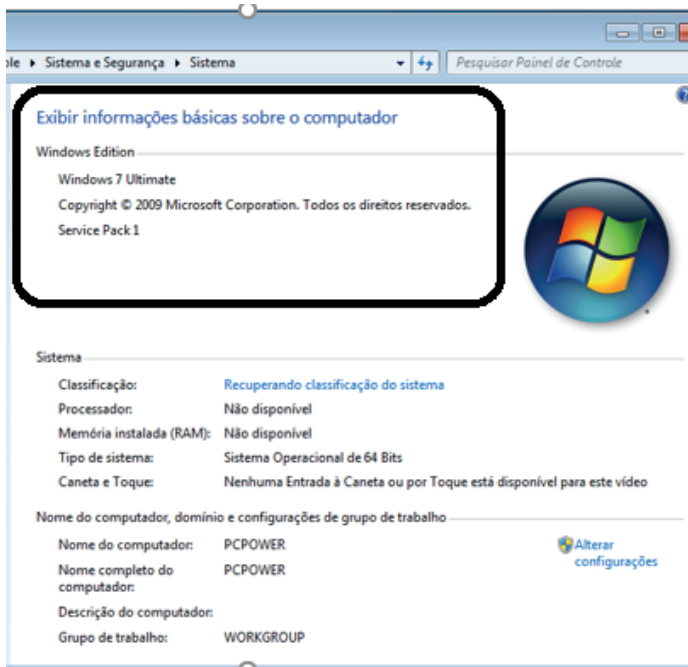 ole ▸ Sistema e Segurança ▸ Sistema
Pesquisar Painel de Controle
Exibir informações básicas sobre o computador
Windows Edition
Windows 7 Ultimate
Copyright © 2009 Microsoft Corporation. Todos os direitos reservados.
Service Pack 1
Sistema
Classificação: Recuperando classificação do sistema
Processador: Não disponível
Memória instalada (RAM): Não disponível
Tipo de sistema: Sistema Operacional de 64 Bits
Caneta e Toque: Nenhuma Entrada à Caneta ou por Toque está disponível para este vídeo
Nome do computador, domínio e configurações de grupo de trabalho
Nome do computador: PCPOWER
Alterar
configurações
Nome completo do
computador: PCPOWER
Descrição do computador:
Grupo de trabalho: WORKGROUP